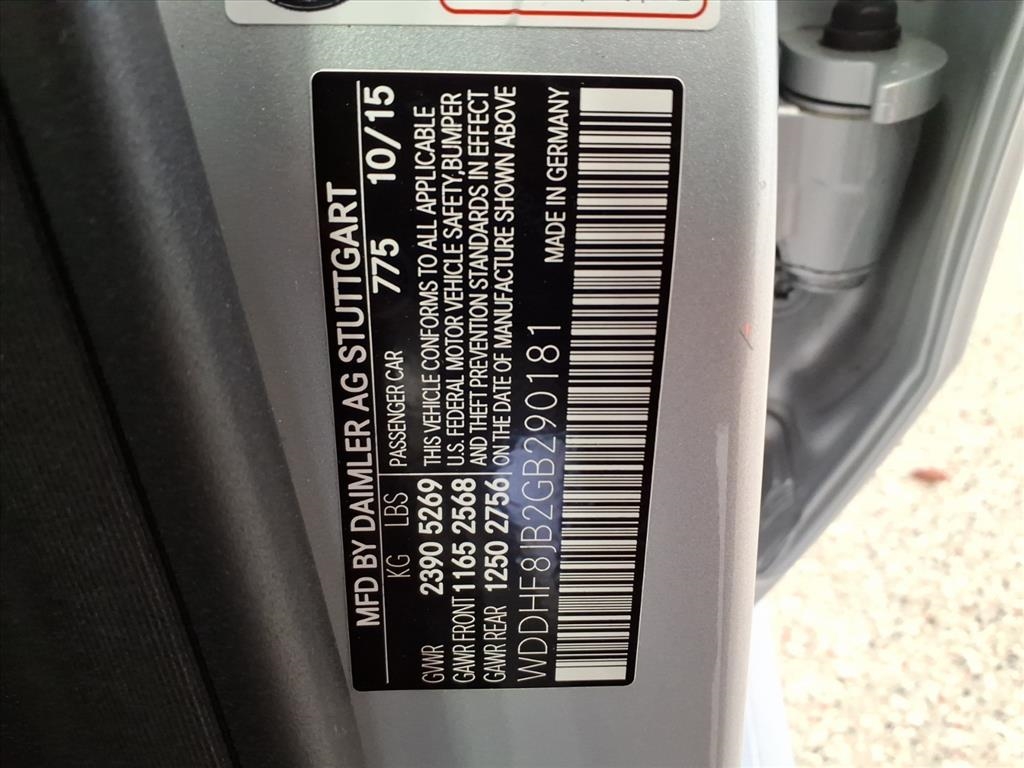 MFD BY DAIMLER AG STUTTGART
KG LBS 775 10/15
GVWR 2390 5269 PASSENGER CAR
GAWR FRONT 1165 2568
GAWR REAR 1250 2756
THIS VEHICLE CONFORMS TO ALL APPLICABLE
U.S. FEDERAL MOTOR VEHICLE SAFETY, BUMPER
AND THEFT PREVENTION STANDARDS IN EFFECT
ON THE DATE OF MANUFACTURE SHOWN ABOVE
WDDHF8JB2GB290181 MADE IN GERMANY